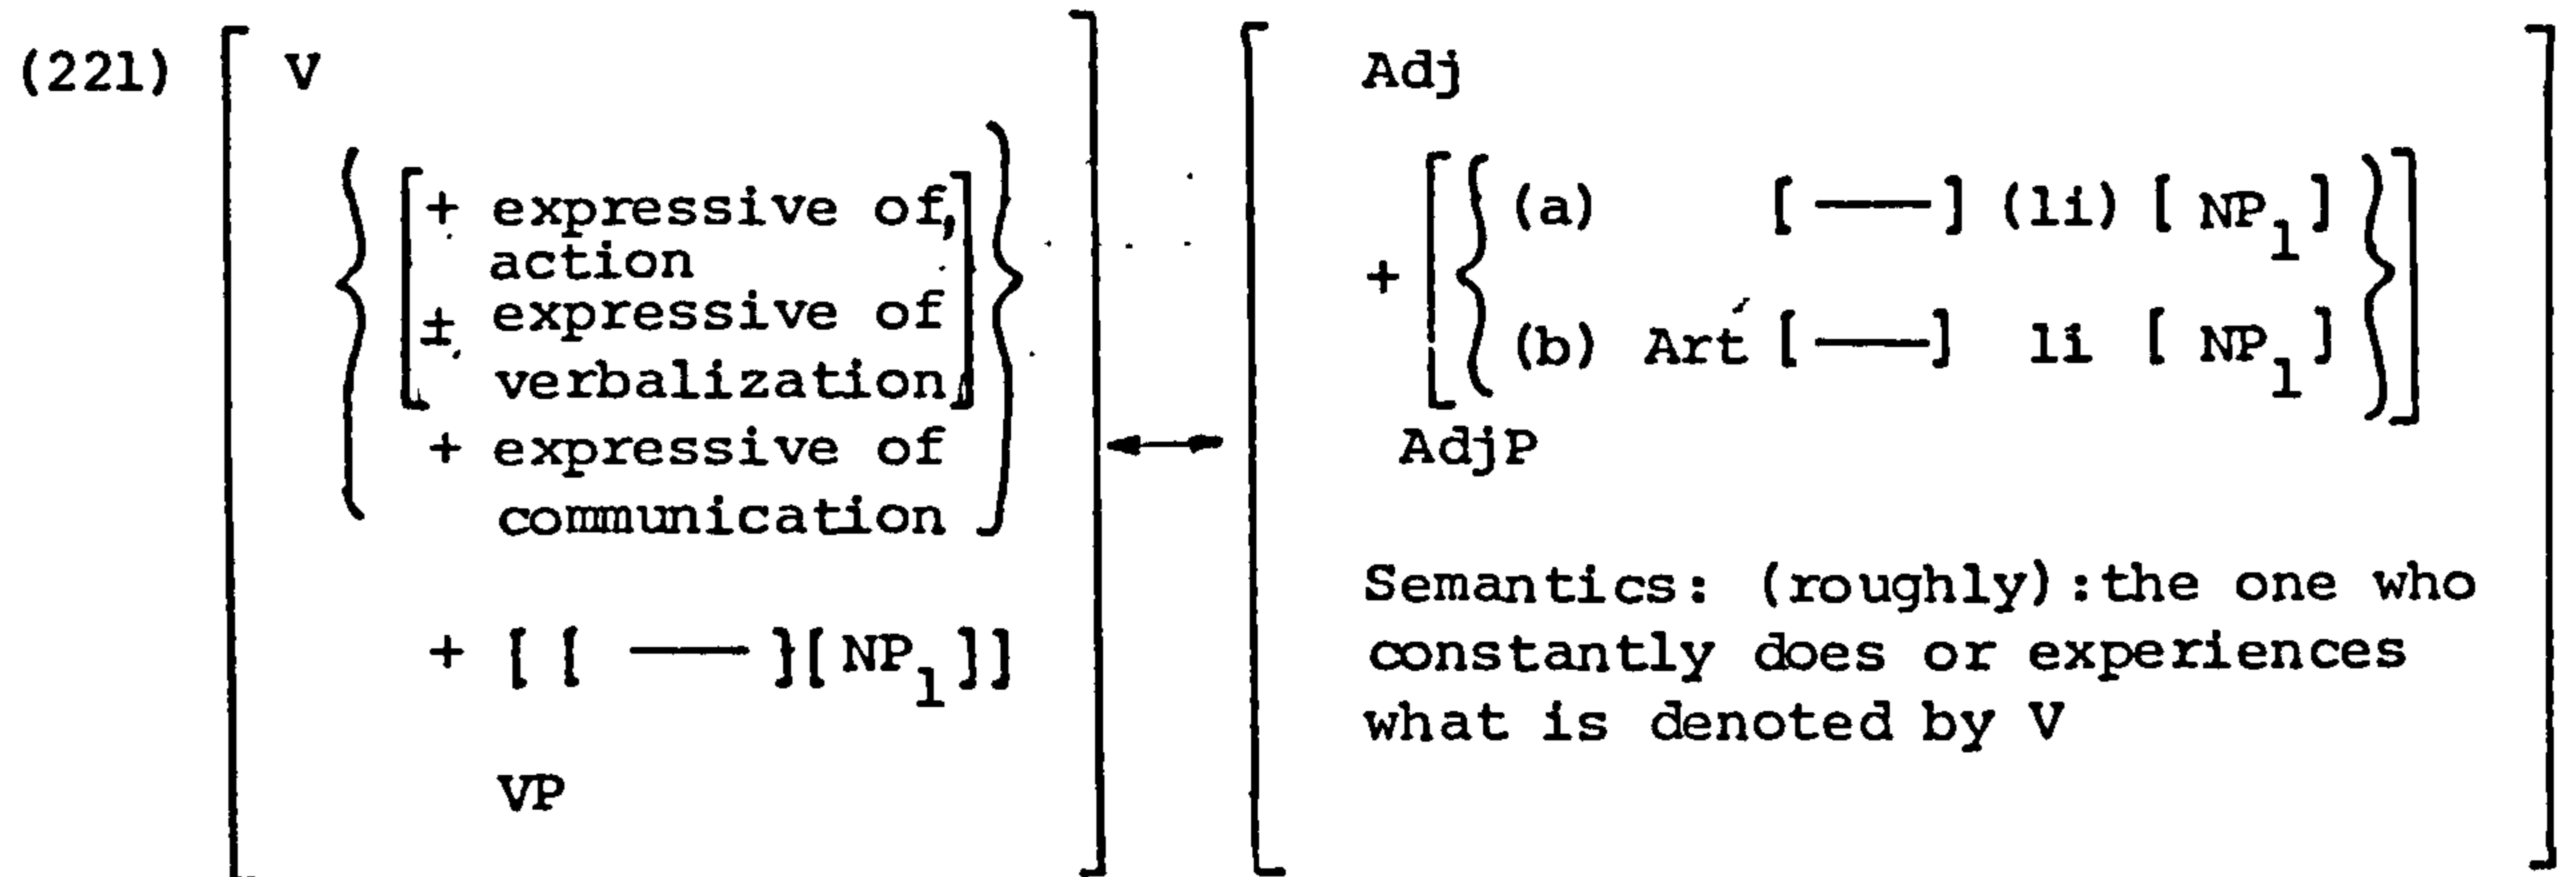 (221) V Adj
+ expressive of, (a) [ —— ] (li) [ NP1 ]
action
+
± expressive of (b) Art [ —— ] li [ NP1 ]
verbalization
+ expressive of AdjP
communication
Semantics: (roughly):the one who
+ [ [ —— }[ NP1 ]] constantly does or experiences
what is denoted by V
VP